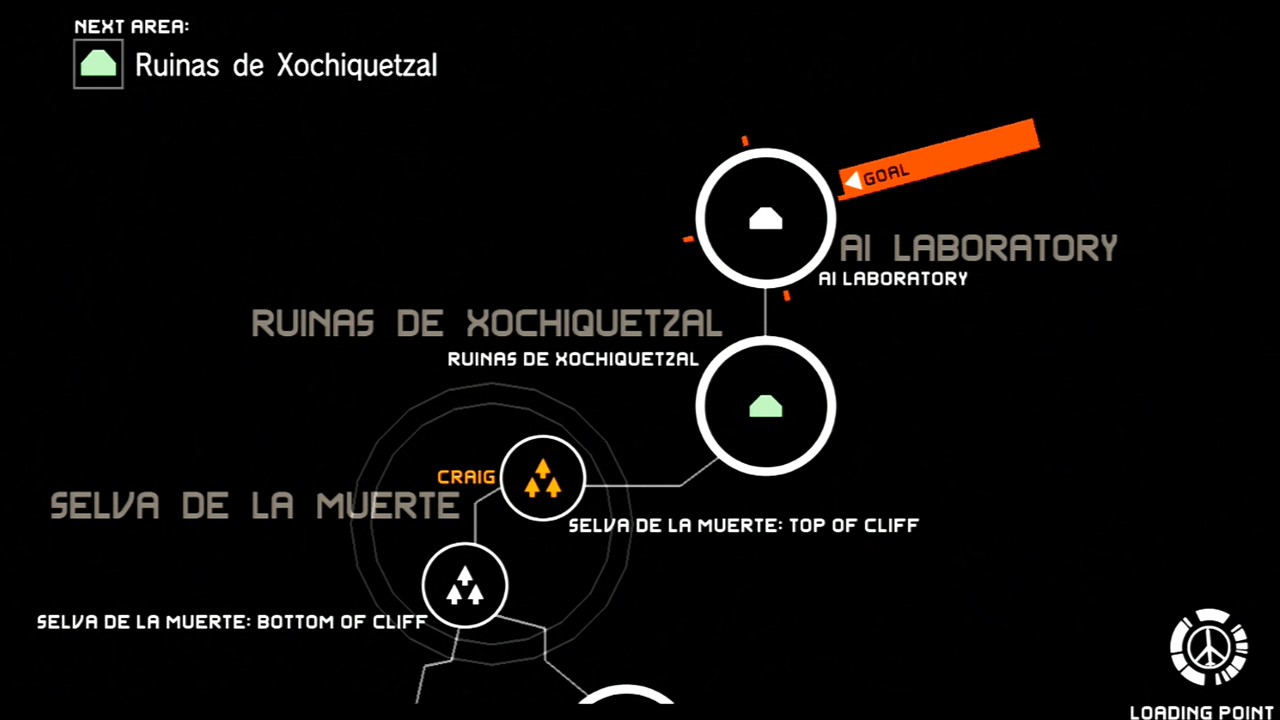 NEXT AREA:
Ruinas de Xochiquetzal
GOAL
AI LABORATORY
AI LABORATORY
RUINAS DE XOCHIQUETZAL
RUINAS DE XOCHIQUETZAL
CRAIG
SELVA DE LA MUERTE
SELVA DE LA MUERTE: TOP OF CLIFF
SELVA DE LA MUERTE: BOTTOM OF CLIFF
LOADING POINT